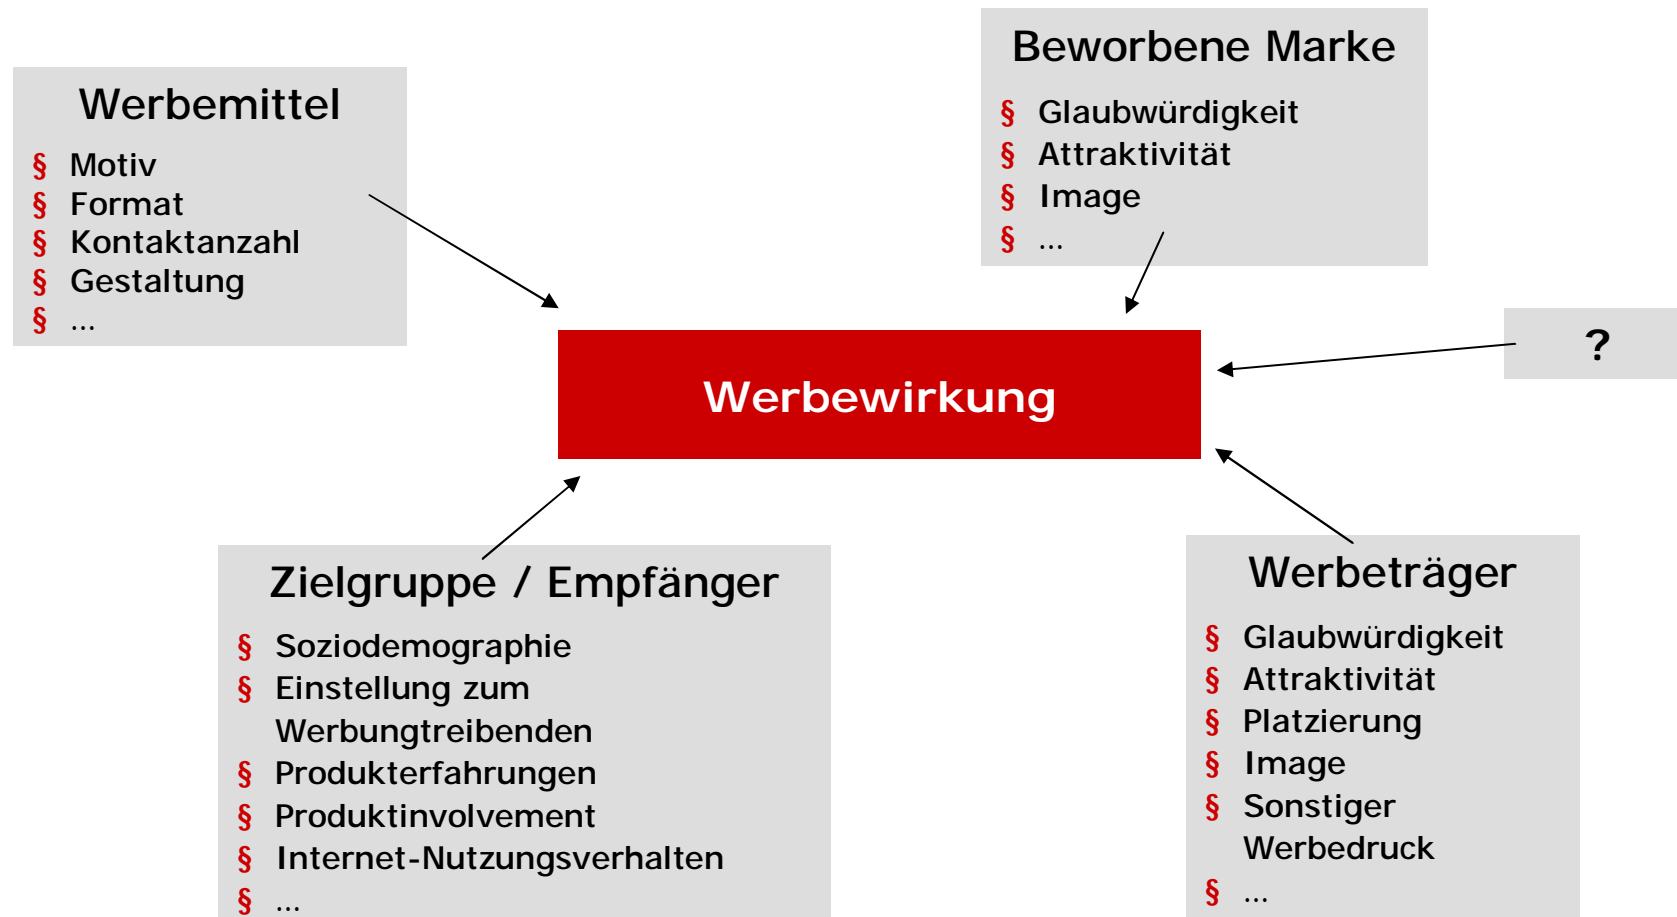 Werbemittel
§ Motiv
§ Format
§ Kontaktanzahl
§ Gestaltung
§ ...
Beworbene Marke
§ Glaubwürdigkeit
§ Attraktivität
§ Image
§ ...
?
Werbewirkung
Zielgruppe / Empfänger
§ Soziodemographie
§ Einstellung zum
Werbungtreibenden
§ Produkterfahrungen
§ Produktinvolvement
§ Internet-Nutzungsverhalten
§ ...
Werbeträger
§ Glaubwürdigkeit
§ Attraktivität
§ Platzierung
§ Image
§ Sonstiger
Werbedruck
§ ...